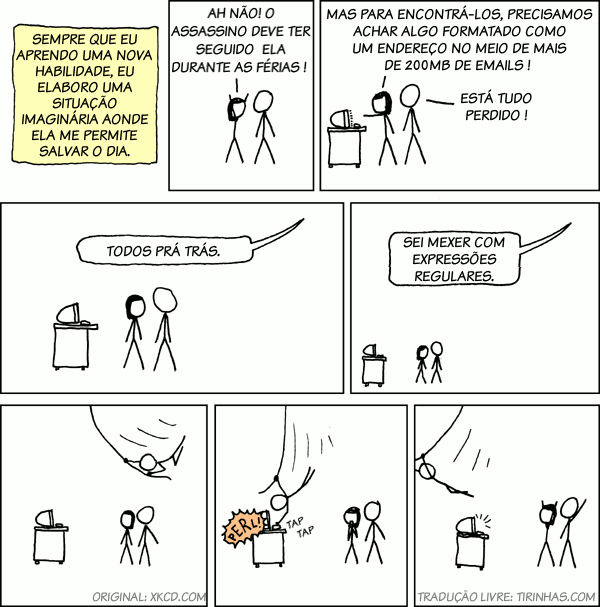 SEMPRE QUE EU
APRENDO UMA NOVA
HABILIDADE, EU
ELABORO UMA
SITUAÇÃO
IMAGINÁRIA AONDE
ELA ME PERMITE
SALVAR O DIA.
AH NÃO! O
ASSASSINO DEVE TER
SEGUIDO ELA
DURANTE AS FÉRIAS !
MAS PARA ENCONTRÁ-LOS, PRECISAMOS
ACHAR ALGO FORMATADO COMO
UM ENDEREÇO NO MEIO DE MAIS
DE 200MB DE EMAILS !
ESTÁ TUDO
PERDIDO !
TODOS PRÁ TRÁS.
SEI MEXER COM
EXPRESSÕES
REGULARES.
PERL!
TAP
TAP
ORIGINAL: XKCD.COM
TRADUÇÃO LIVRE: TIRINHAS.COM